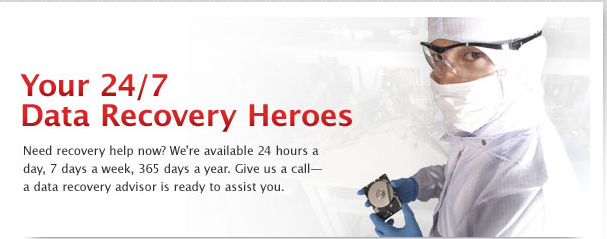 Your 24/7
Data Recovery Heroes
Need recovery help now? We're available 24 hours a
day, 7 days a week, 365 days a year. Give us a call—
a data recovery advisor is ready to assist you.